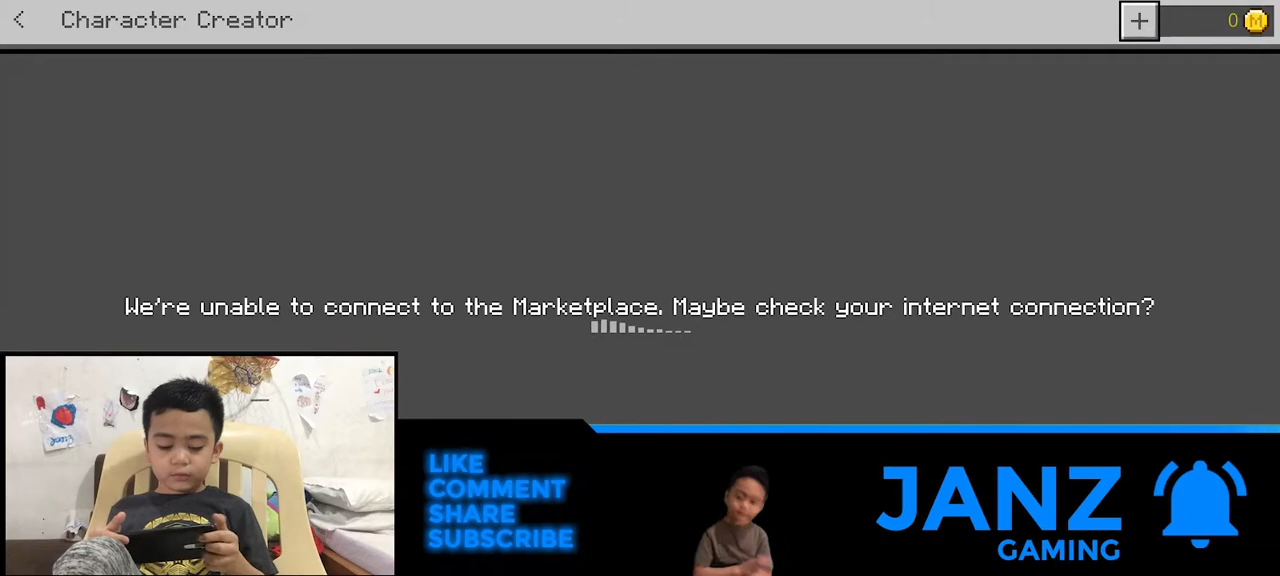 Character Creator
0
We're unable to connect to the Marketplace. Maybe check your internet connection?
LIKE
COMMENT
SHARE
SUBSCRIBE
JANZ
GAMING